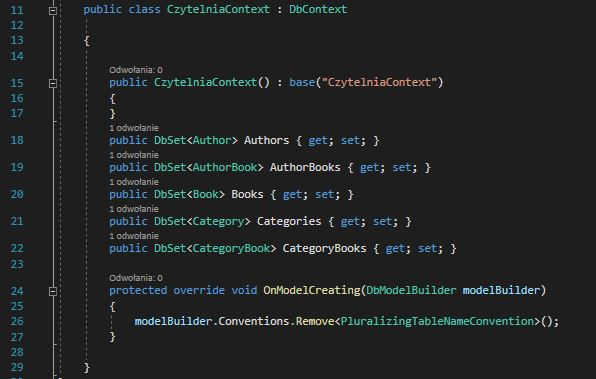 11 public class CzytelniaContext : DbContext
12
13 {
14
Odwołania: 0
15 public CzytelniaContext() : base("CzytelniaContext")
16 {
17 }
1 odwołanie
18 public DbSet<Author> Authors { get; set; }
1 odwołanie
19 public DbSet<AuthorBook> AuthorBooks { get; set; }
1 odwołanie
20 public DbSet<Book> Books { get; set; }
1 odwołanie
21 public DbSet<Category> Categories { get; set; }
1 odwołanie
22 public DbSet<CategoryBook> CategoryBooks { get; set; }
23
Odwołania: 0
24 protected override void OnModelCreating(DbModelBuilder modelBuilder)
25 {
26 modelBuilder.Conventions.Remove<PluralizingTableNameConvention>();
27 }
28
29 }